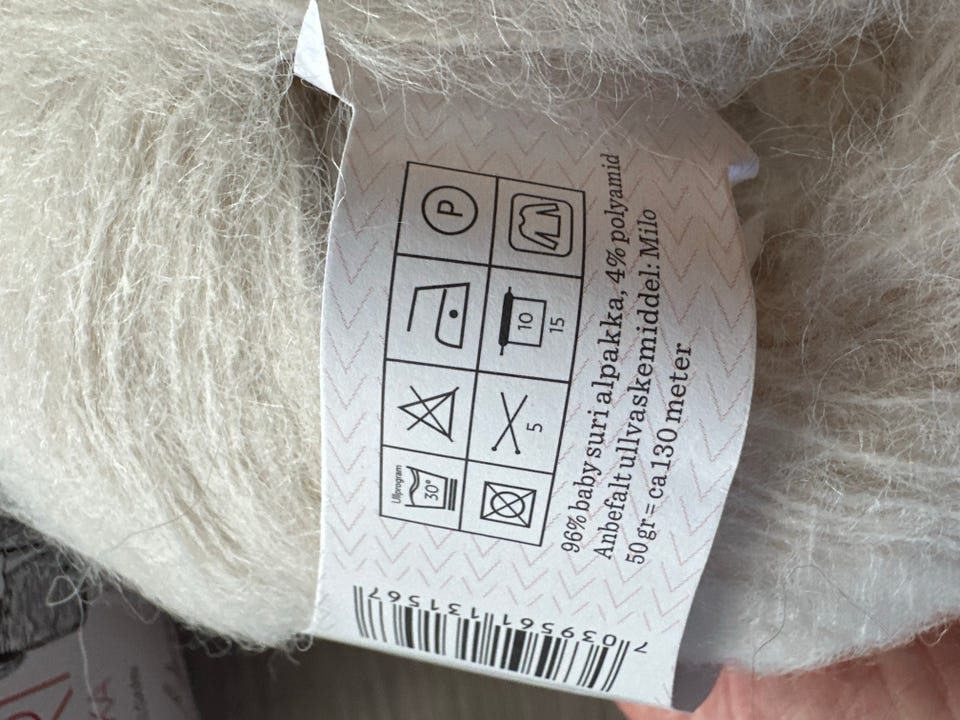 Ullprogram
30°
P
5
10
15
96% baby suri alpakka, 4% polyamid
Anbefalt ullvaskemiddel: Milo
50 gr = ca 130 meter
7 039561 131567